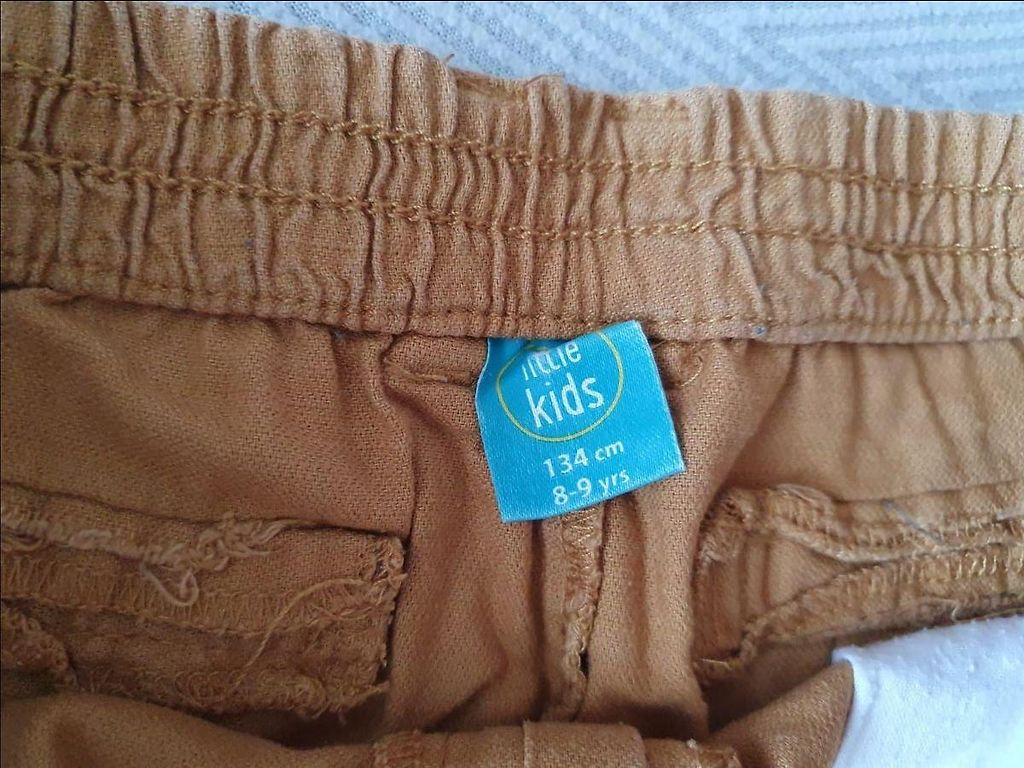 little
kids
134 cm
8-9 yrs